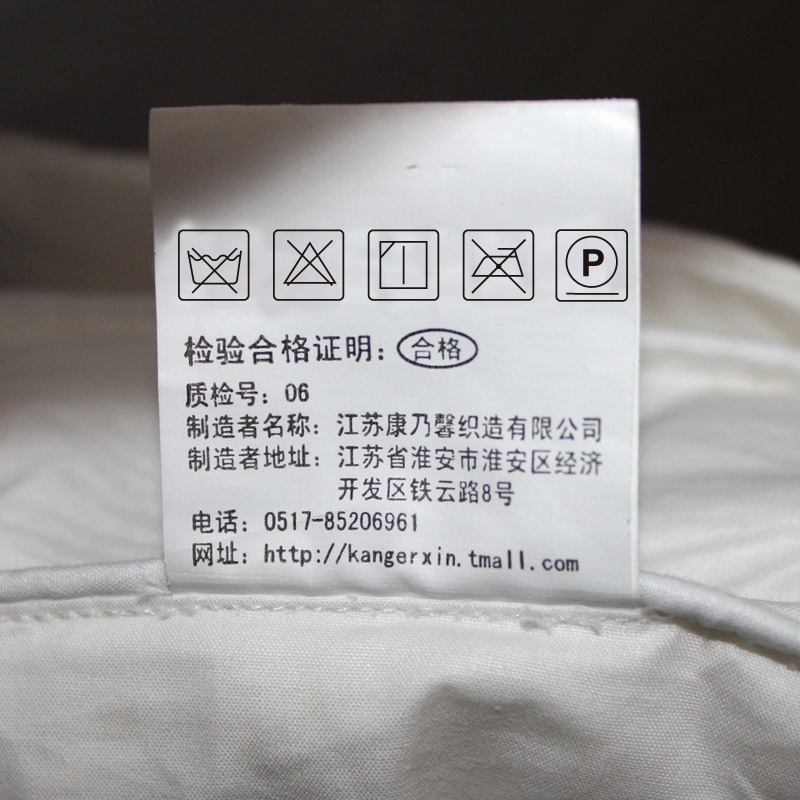 P
检验合格证明：合格
质检号：06
制造者名称：江苏康乃馨织造有限公司
制造者地址：江苏省淮安市淮安区经济
开发区铁云路8号
电话：0517-85206961
网址：http://kangerxin.tmall.com